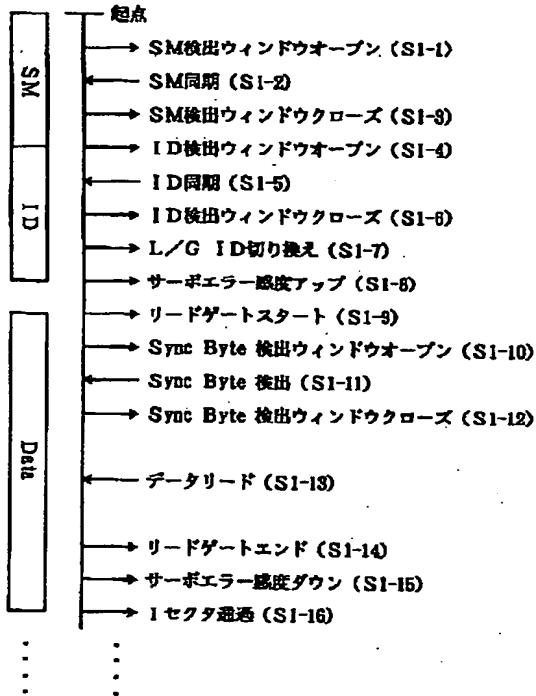 起点
SM検出ウィンドウオープン (S1-1)
SM同期 (S1-2)
SM検出ウィンドウクローズ (S1-3)
ID検出ウィンドウオープン (S1-4)
ID同期 (S1-5)
ID検出ウィンドウクローズ (S1-6)
L/G ID切り換え (S1-7)
サーボエラー感度アップ (S1-8)
リードゲートスタート (S1-9)
Sync Byte 検出ウィンドウオープン (S1-10)
Sync Byte 検出 (S1-11)
Sync Byte 検出ウィンドウクローズ (S1-12)
データリード (S1-13)
リードゲートエンド (S1-14)
サーボエラー感度ダウン (S1-15)
1セクタ通過 (S1-16)
SM
ID
Data